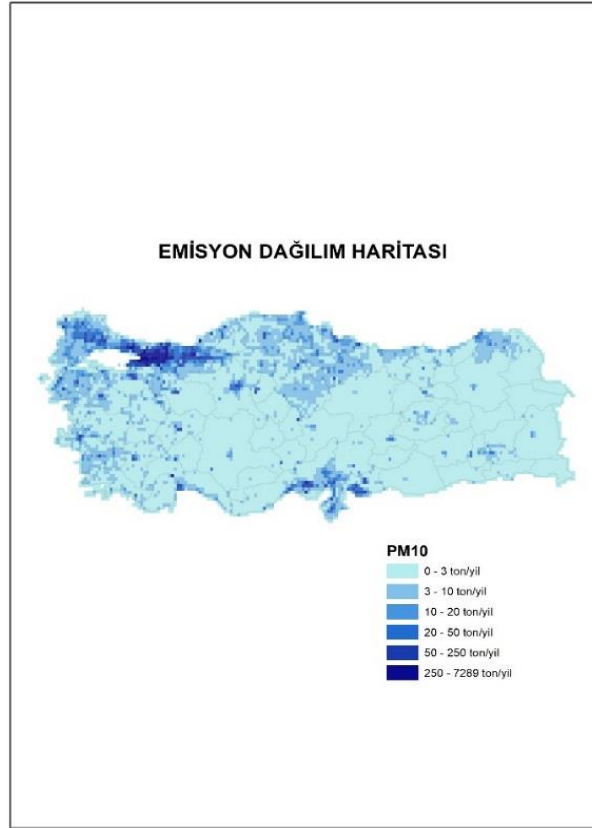 EMİSYON DAĞILIM HARİTASI
PM10
0 - 3 ton/yil
3 - 10 ton/yil
10 - 20 ton/yil
20 - 50 ton/yil
50 - 250 ton/yil
250 - 7289 ton/yil